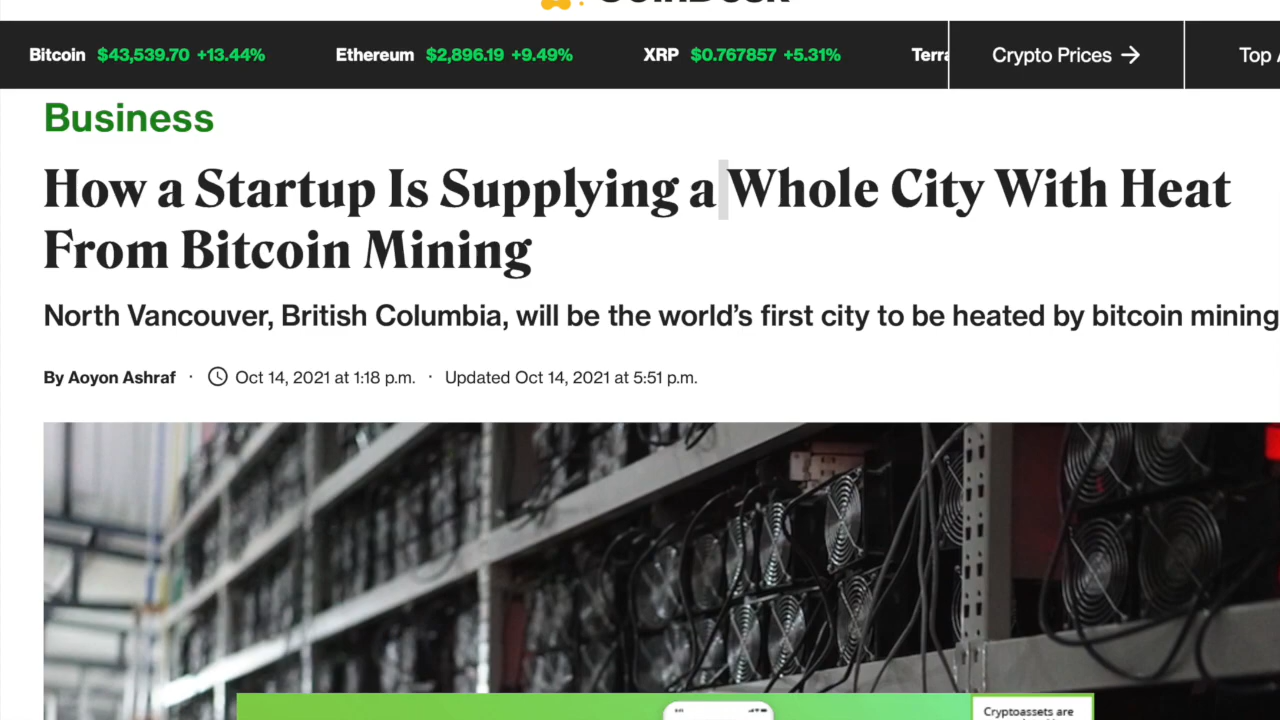 CoinDesk
Bitcoin $43,539.70 +13.44% Ethereum $2,896.19 +9.49% XRP $0.767857 +5.31% Terra Crypto Prices → Top
Business
How a Startup Is Supplying a Whole City With Heat
From Bitcoin Mining
North Vancouver, British Columbia, will be the world’s first city to be heated by bitcoin mining
By Aoyon Ashraf · Oct 14, 2021 at 1:18 p.m. · Updated Oct 14, 2021 at 5:51 p.m.
Cryptoassets are